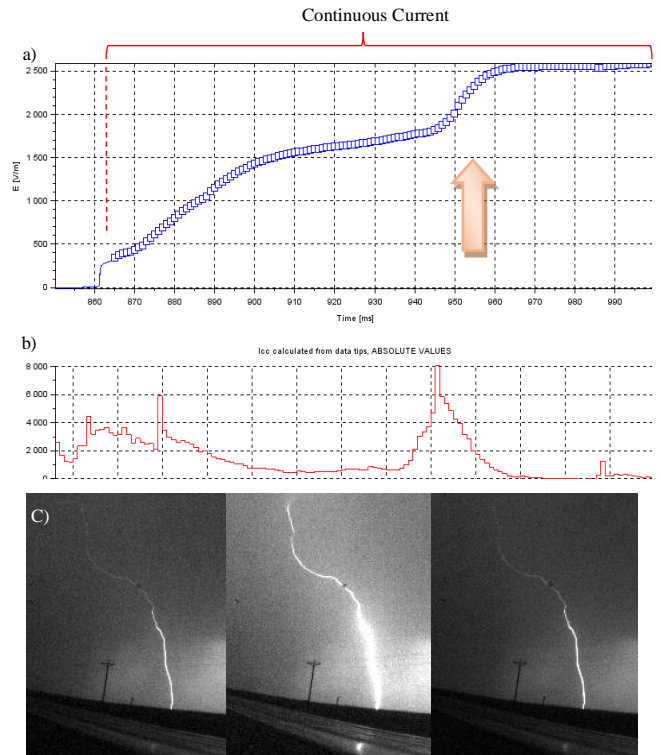 Continuous Current
a)
2 500
2 000
1 500
1 000
500
0
E [V/m]
860 870 880 890 900 910 920 930 940 950 960 970 980 990
Time [ms]
b)
Icc calculated from data tips, ABSOLUTE VALUES
8 000
6 000
4 000
2 000
0
C)